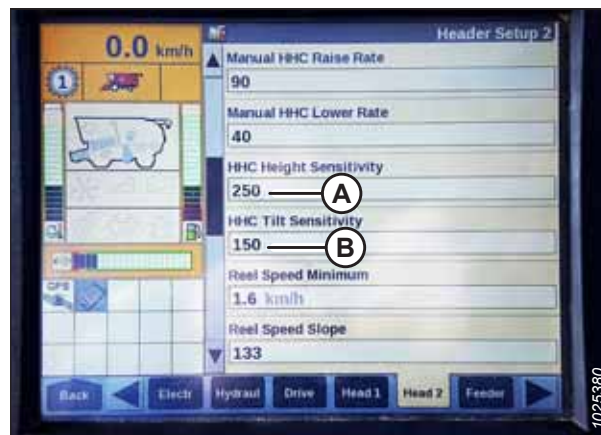 0.0 km/h
Header Setup 2
1
Manual HHC Raise Rate
90
Manual HHC Lower Rate
40
HHC Height Sensitivity
250
A
HHC Tilt Sensitivity
150
B
Reel Speed Minimum
1.6 km/h
Reel Speed Slope
133
GPS
Back
Electr
Hydraul
Drive
Head 1
Head 2
Feeder
1025380